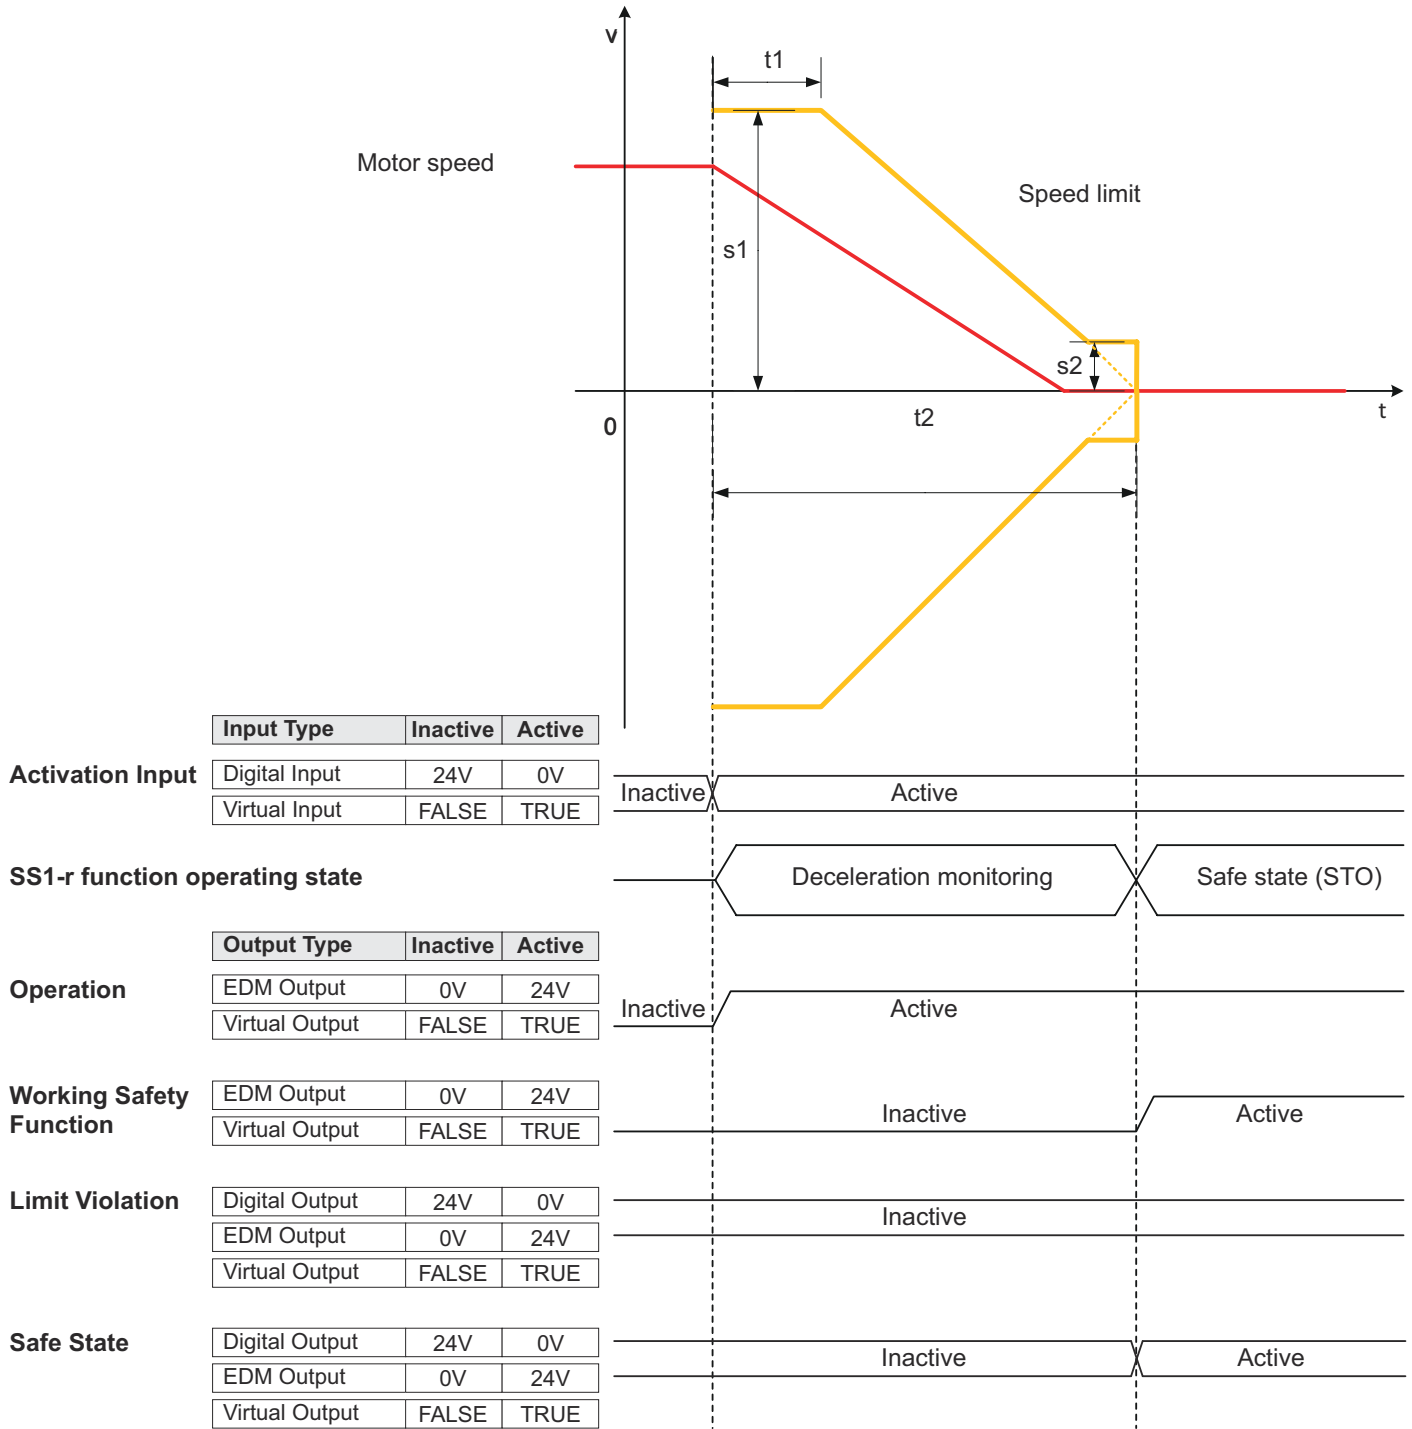 v
t1
Motor speed
Speed limit
s1
s2
t2
t
0
Input Type Inactive Active
Activation Input Digital Input 24V 0V
Inactive Active
Virtual Input FALSE TRUE
SS1-r function operating state Deceleration monitoring Safe state (STO)
Output Type Inactive Active
Operation EDM Output 0V 24V
Inactive Active
Virtual Output FALSE TRUE
Working Safety Function EDM Output 0V 24V
Inactive Active
Virtual Output FALSE TRUE
Limit Violation Digital Output 24V 0V
Inactive
EDM Output 0V 24V
Virtual Output FALSE TRUE
Safe State Digital Output 24V 0V
Inactive Active
EDM Output 0V 24V
Virtual Output FALSE TRUE